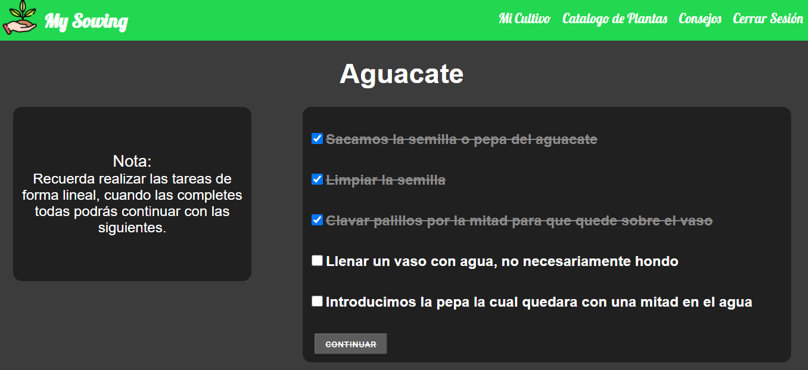 My Sowing
Mi Cultivo Catalogo de Plantas Consejos Cerrar Sesión
Aguacate
Nota:
Recuerda realizar las tareas de
forma lineal, cuando las completes
todas podrás continuar con las
siguientes.
Sacamos la semilla o pepa del aguacate
Limpiar la semilla
Clavar palillos por la mitad para que quede sobre el vaso
Llenar un vaso con agua, no necesariamente hondo
Introducimos la pepa la cual quedara con una mitad en el agua
CONTINUAR